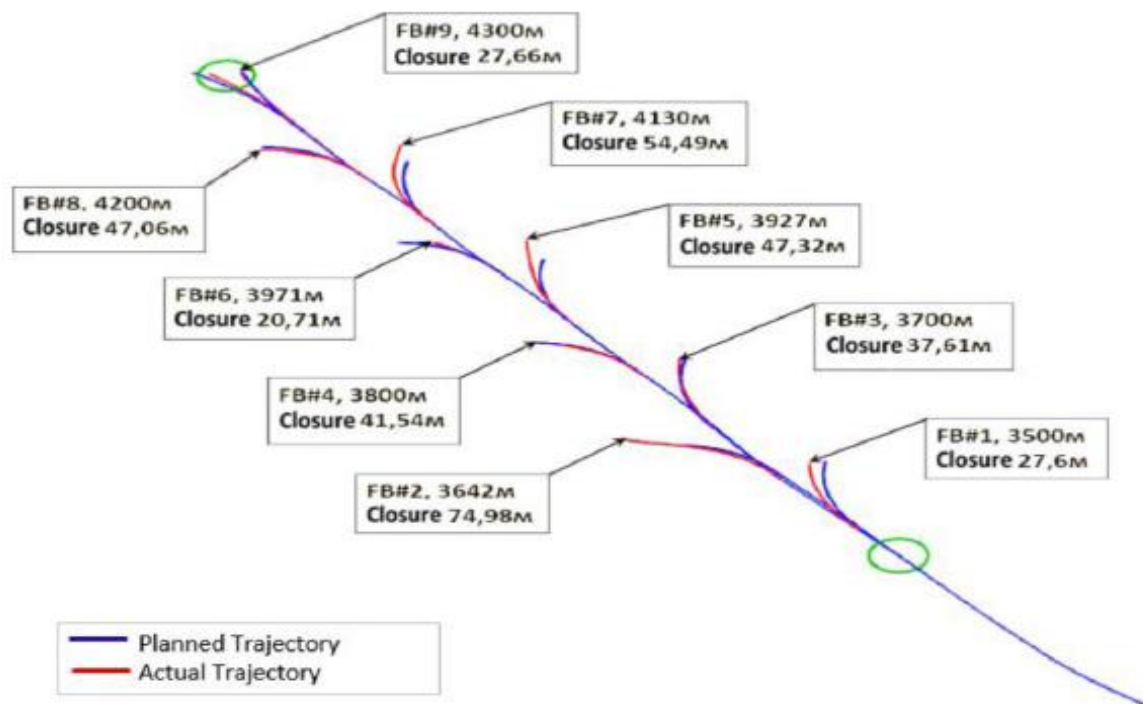 FB#9, 4300м
Closure 27,66м
FB#7, 4130м
Closure 54,49м
FB#8, 4200м
Closure 47,06м
FB#5, 3927м
Closure 47,32м
FB#6, 3971м
Closure 20,71м
FB#3, 3700м
Closure 37,61м
FB#4, 3800м
Closure 41,54м
FB#1, 3500м
Closure 27,6м
FB#2, 3642м
Closure 74,98м
Planned Trajectory
Actual Trajectory